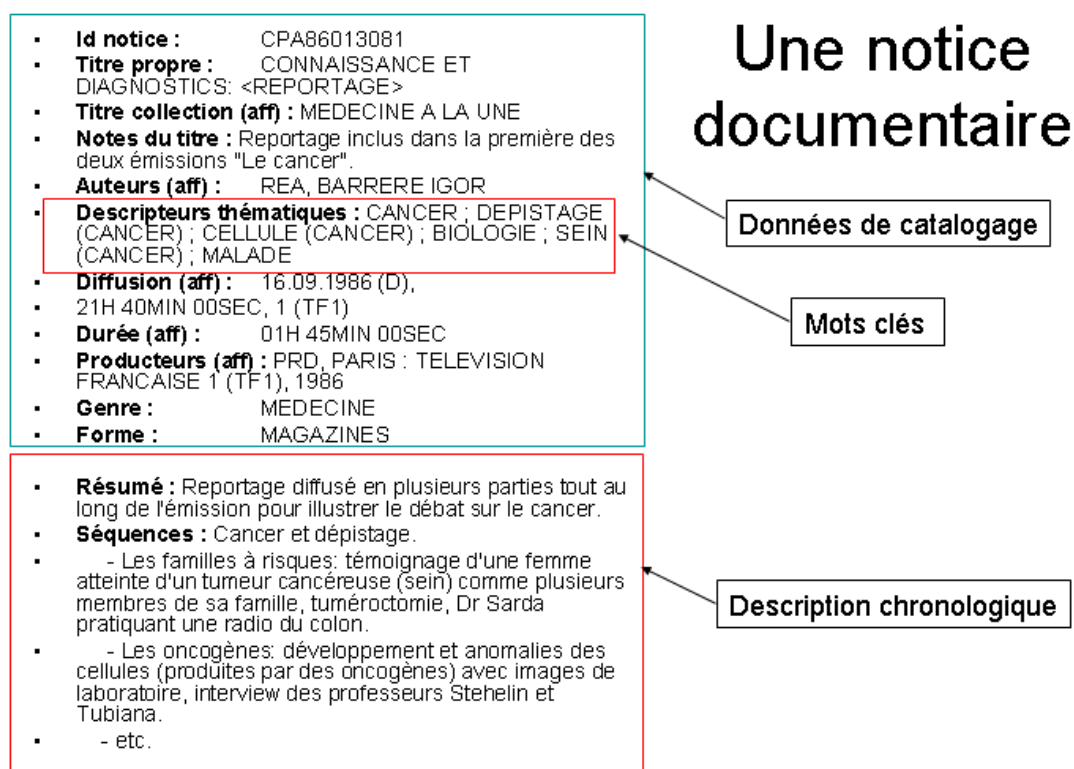 Une notice
documentaire
▪ Id notice : CPA86013081
▪ Titre propre : CONNAISSANCE ET
DIAGNOSTICS: <REPORTAGE>
▪ Titre collection (aff) : MEDECINE A LA UNE
▪ Notes du titre : Reportage inclus dans la première des
deux émissions "Le cancer".
▪ Auteurs (aff) : REA, BARRERE IGOR
▪ Descripteurs thématiques : CANCER ; DEPISTAGE
(CANCER) ; CELLULE (CANCER) ; BIOLOGIE ; SEIN
(CANCER) ; MALADE
▪ Diffusion (aff) : 16.09.1986 (D),
▪ 21H 40MIN 00SEC, 1 (TF1)
▪ Durée (aff) : 01H 45MIN 00SEC
▪ Producteurs (aff) : PRD, PARIS : TELEVISION
FRANCAISE 1 (TF1), 1986
▪ Genre : MEDECINE
▪ Forme : MAGAZINES
Données de catalogage
Mots clés
▪ Résumé : Reportage diffusé en plusieurs parties tout au
long de l'émission pour illustrer le débat sur le cancer.
▪ Séquences : Cancer et dépistage.
▪ - Les familles à risques: témoignage d'une femme
atteinte d'un tumeur cancéreuse (sein) comme plusieurs
membres de sa famille, tuméroctomie, Dr Sarda
pratiquant une radio du colon.
▪ - Les oncogènes: développement et anomalies des
cellules (produites par des oncogènes) avec images de
laboratoire, interview des professeurs Stehelin et
Tubiana.
▪ - etc.
Description chronologique